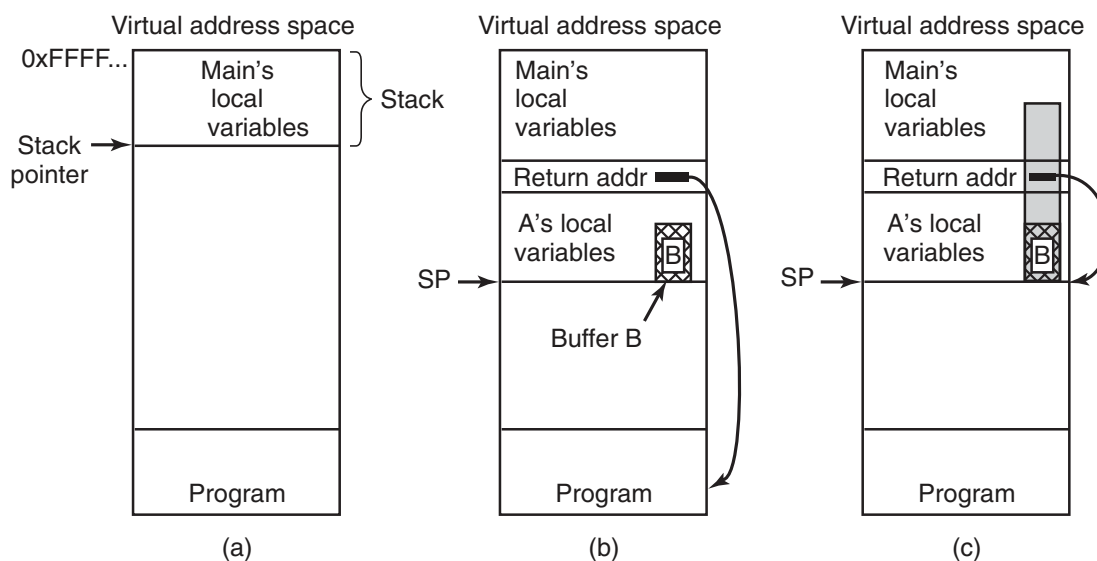 Virtual address space
0xFFFF...
Main's
local
variables
Stack
Stack
pointer
Program
(a)
Virtual address space
Main's
local
variables
Return addr
A's local
variables
B
SP
Buffer B
Program
(b)
Virtual address space
Main's
local
variables
Return addr
A's local
variables
B
SP
Program
(c)